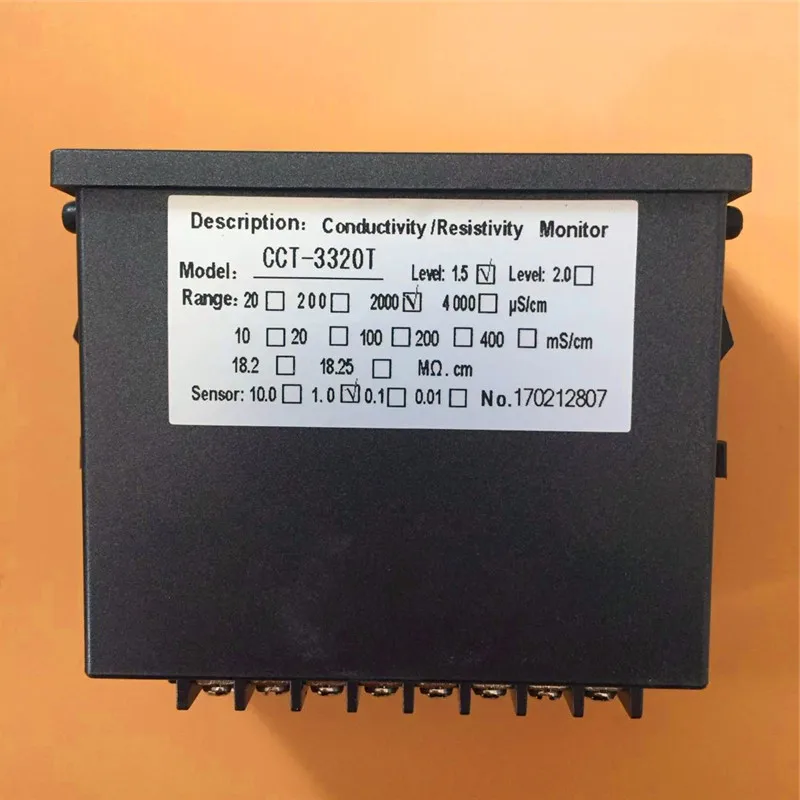 Description: Conductivity/Resistivity Monitor
Model: CCT-3320T Level: 1.5 ☑ Level: 2.0 ☐
Range: 20 ☐ 200 ☐ 2000 ☑ 4000 ☐ µS/cm
10 ☐ 20 ☐ 100 ☐ 200 ☐ 400 ☐ mS/cm
18.2 ☐ 18.25 ☐ MΩ.cm
Sensor: 10.0 ☐ 1.0 ☑ 0.1 ☐ 0.01 ☐ No.170212807